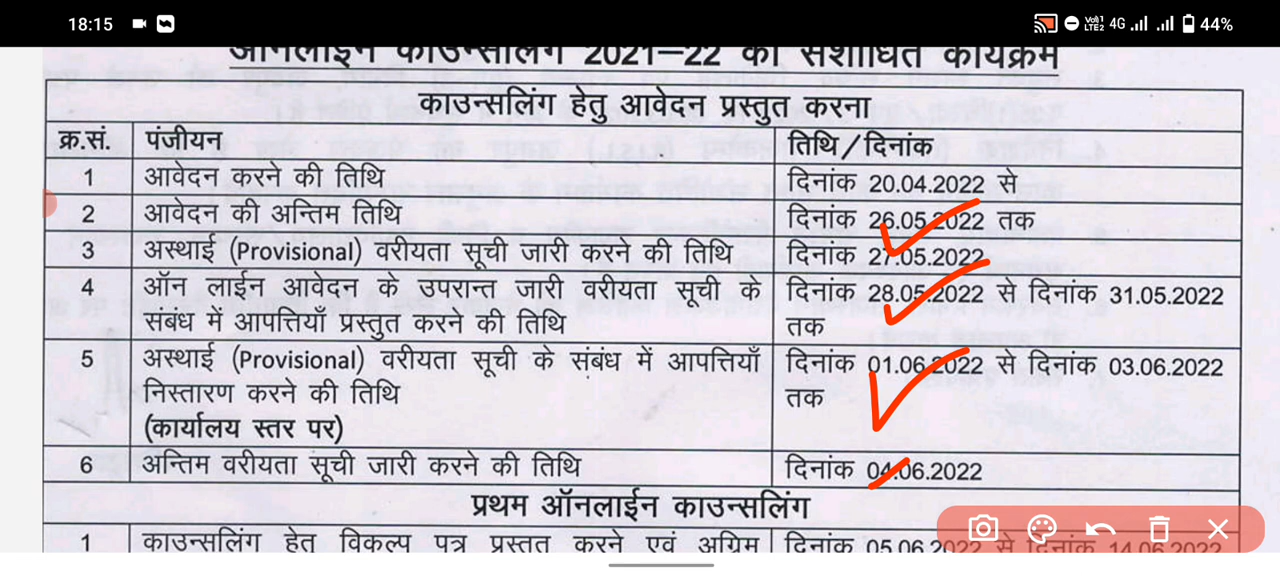 18:15
Vo)) 1
LTE2
4G
44%
ऑनलाईन काउन्सलिंग 2021–22 का संशोधित कार्यक्रम
काउन्सलिंग हेतु आवेदन प्रस्तुत करना
क्र.सं. पंजीयन तिथि/दिनांक
1 आवेदन करने की तिथि दिनांक 20.04.2022 से
2 आवेदन की अन्तिम तिथि दिनांक 26.05.2022 तक
3 अस्थाई (Provisional) वरीयता सूची जारी करने की तिथि दिनांक 27.05.2022
4 ऑन लाईन आवेदन के उपरान्त जारी वरीयता सूची के दिनांक 28.05.2022 से दिनांक 31.05.2022
संबंध में आपत्तियाँ प्रस्तुत करने की तिथि तक
5 अस्थाई (Provisional) वरीयता सूची के संबंध में आपत्तियाँ दिनांक 01.06.2022 से दिनांक 03.06.2022
निस्तारण करने की तिथि तक
(कार्यालय स्तर पर)
6 अन्तिम वरीयता सूची जारी करने की तिथि दिनांक 04.06.2022
प्रथम ऑनलाईन काउन्सलिंग
1 काउन्सलिंग हेतु विकल्प पत्र प्रस्तुत करने एवं अग्रिम दिनांक 05.06.2022 से दिनांक 14.06.2022